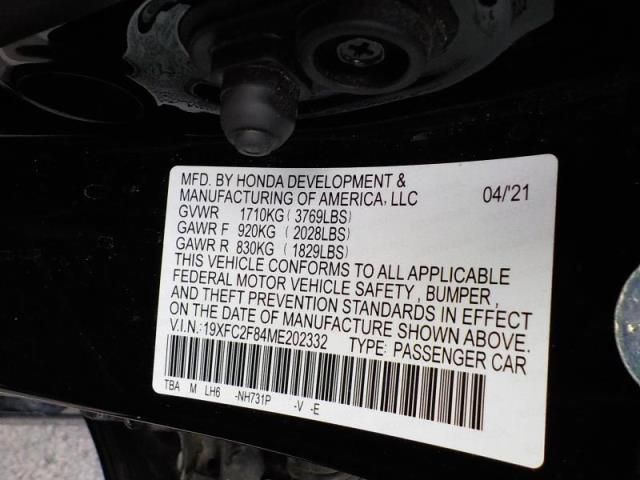 MFD. BY HONDA DEVELOPMENT &
MANUFACTURING OF AMERICA, LLC 04/'21
GVWR 1710KG ( 3769LBS)
GAWR F 920KG ( 2028LBS)
GAWR R 830KG ( 1829LBS)
THIS VEHICLE CONFORMS TO ALL APPLICABLE
FEDERAL MOTOR VEHICLE SAFETY , BUMPER ,
AND THEFT PREVENTION STANDARDS IN EFFECT
ON THE DATE OF MANUFACTURE SHOWN ABOVE.
V.I.N.:19XFC2F84ME202332 TYPE: PASSENGER CAR
TBA M LH6 -NH731P -V -E